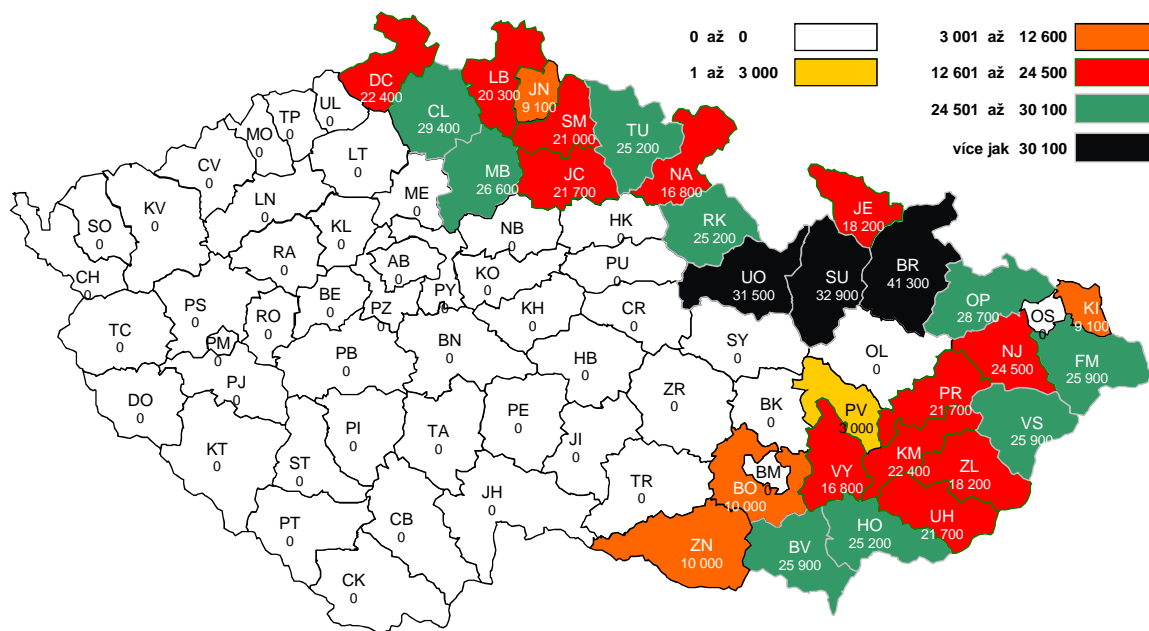 0 až 0
1 až 3 000
3 001 až 12 600
12 601 až 24 500
24 501 až 30 100
více jak 30 100
DC
22 400
LB
20 300
JN
9 100
CL
29 400
SM
21 000
TU
25 200
UL
0
TP
0
MO
0
LT
0
CV
0
MB
26 600
JC
21 700
NA
16 800
ME
0
LN
0
KV
0
SO
0
KL
0
NB
0
HK
0
RK
25 200
JE
18 200
RA
0
AB
0
KO
0
PU
0
UO
31 500
SU
32 900
BR
41 300
CH
0
PS
0
RO
0
BE
0
PZ
0
PY
0
KH
0
CR
0
OP
28 700
OS
0
KI
9 100
TC
0
PM
0
PB
0
BN
0
HB
0
SY
0
OL
0
NJ
24 500
FM
25 900
DO
0
PJ
0
PE
0
ZR
0
BK
0
PV
3 000
PR
21 700
VS
25 900
KT
0
ST
0
PI
0
TA
0
JI
0
TR
0
BM
0
BO
10 000
VY
16 800
KM
22 400
ZL
18 200
JH
0
PT
0
CB
0
UH
21 700
HO
25 200
ZN
10 000
BV
25 900
CK
0